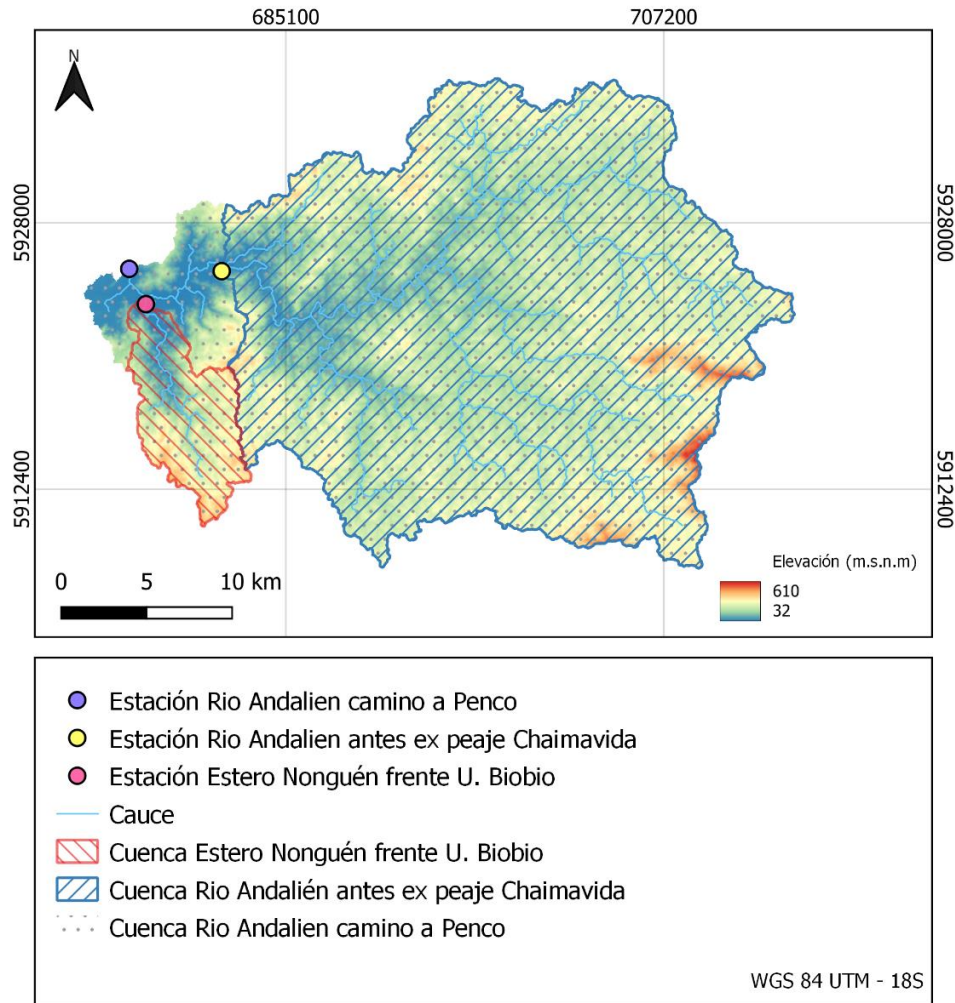 685100
707200
N
5928000
5928000
5912400
5912400
0 5 10 km
Elevación (m.s.n.m)
610
32
Estación Rio Andalien camino a Penco
Estación Rio Andalien antes ex peaje Chaimavida
Estación Estero Nonguén frente U. Biobio
Cauce
Cuenca Estero Nonguén frente U. Biobio
Cuenca Rio Andalién antes ex peaje Chaimavida
Cuenca Rio Andalien camino a Penco
WGS 84 UTM - 18S